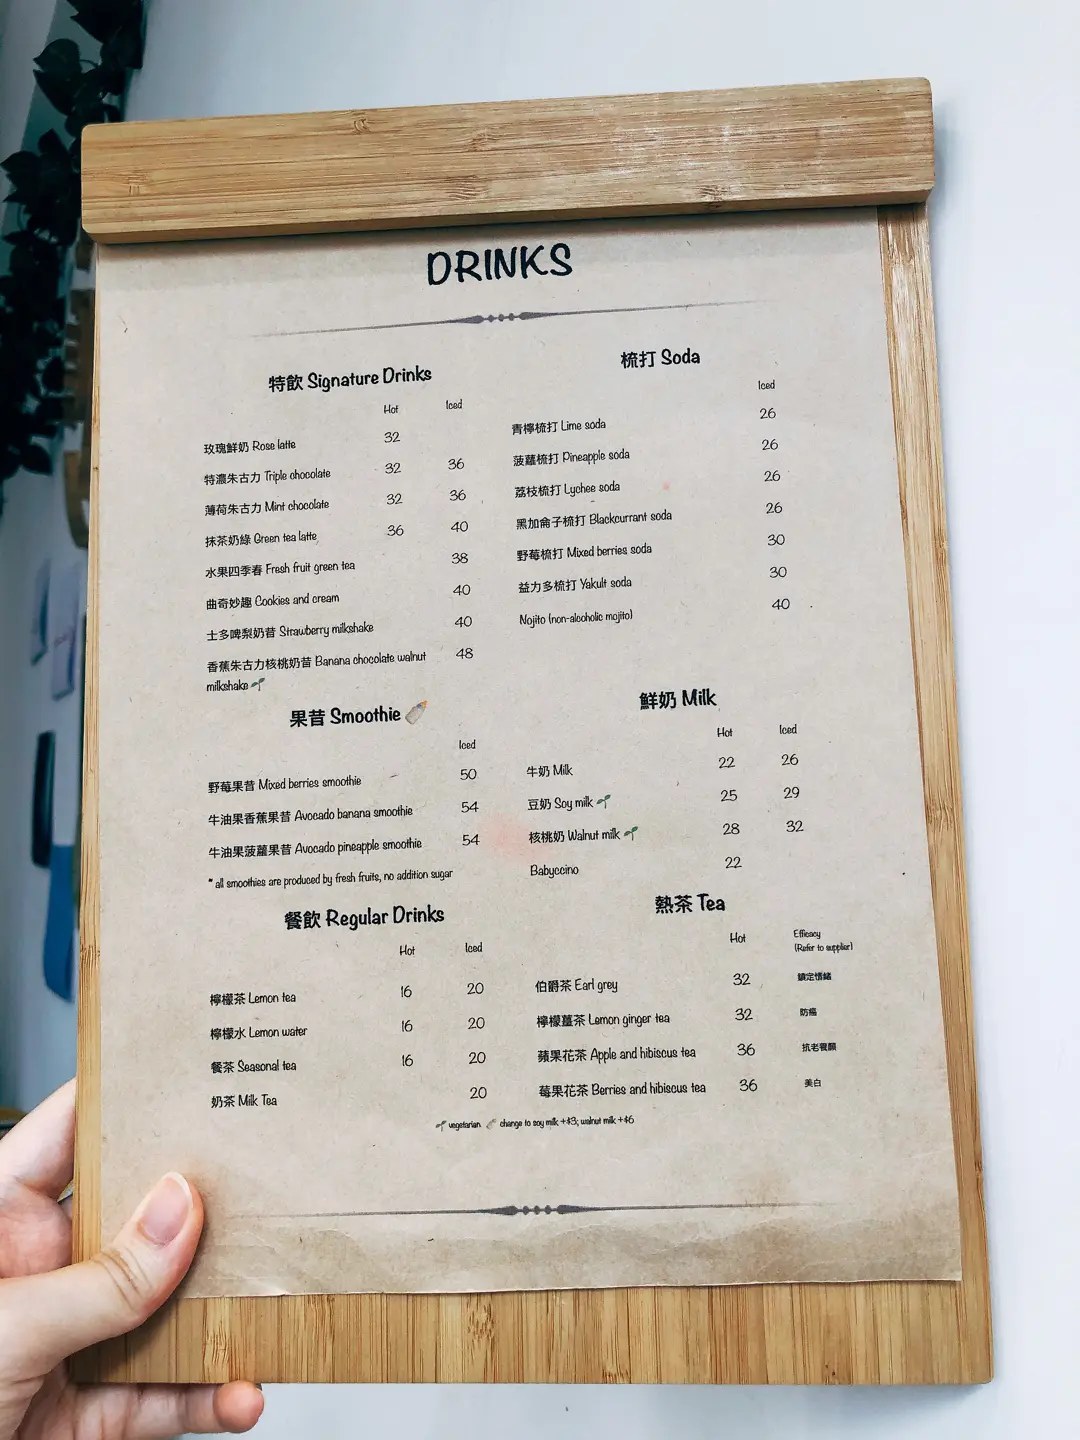 DRINKS
特飲 Signature Drinks
Hot Iced
玫瑰鮮奶 Rose latte 32
特濃朱古力 Triple chocolate 32 36
薄荷朱古力 Mint chocolate 32 36
抹茶奶綠 Green tea latte 36 40
水果四季春 Fresh fruit green tea 38
曲奇妙趣 Cookies and cream 40
士多啤梨奶昔 Strawberry milkshake 40
香蕉朱古力核桃奶昔 Banana chocolate walnut 48
milkshake
果昔 Smoothie
Iced
野莓果昔 Mixed berries smoothie 50
牛油果香蕉果昔 Avocado banana smoothie 54
牛油果菠蘿果昔 Avocado pineapple smoothie 54
* all smoothies are produced by fresh fruits, no addition sugar
餐飲 Regular Drinks
Hot Iced
檸檬茶 Lemon tea 16 20
檸檬水 Lemon water 16 20
餐茶 Seasonal tea 16 20
奶茶 Milk Tea 20
梳打 Soda
Iced
青檸梳打 Lime soda 26
菠蘿梳打 Pineapple soda 26
荔枝梳打 Lychee soda 26
黑加侖子梳打 Blackcurrant soda 26
野莓梳打 Mixed berries soda 30
益力多梳打 Yakult soda 30
Nojito (non-alcoholic mojito) 40
鮮奶 Milk
Hot Iced
牛奶 Milk 22 26
豆奶 Soy milk 25 29
核桃奶 Walnut milk 28 32
Babyccino 22
熱茶 Tea
Hot Efficacy
(Refer to supplier)
伯爵茶 Earl grey 32 鎮定情緒
檸檬薑茶 Lemon ginger tea 32
蘋果花茶 Apple and hibiscus tea 36 抗老養顏
莓果花茶 Berries and hibiscus tea 36 美白
vegetarian change to soy milk +$3; walnut milk +$6